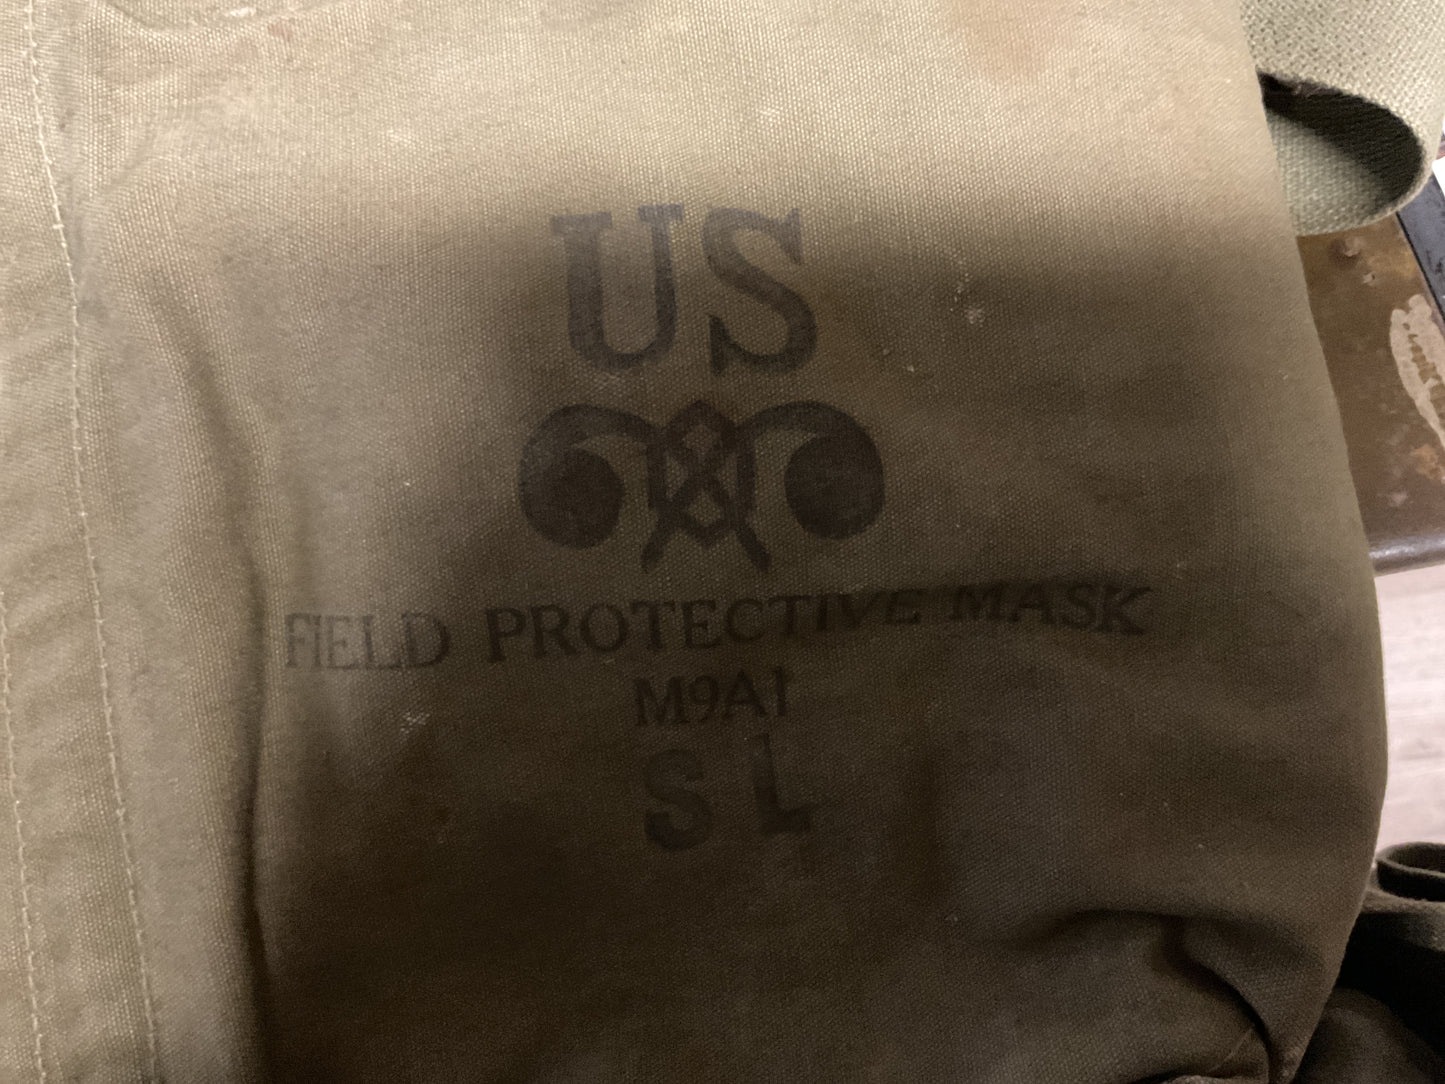 US
FIELD PROTECTIVE MASK
M9A1
S L